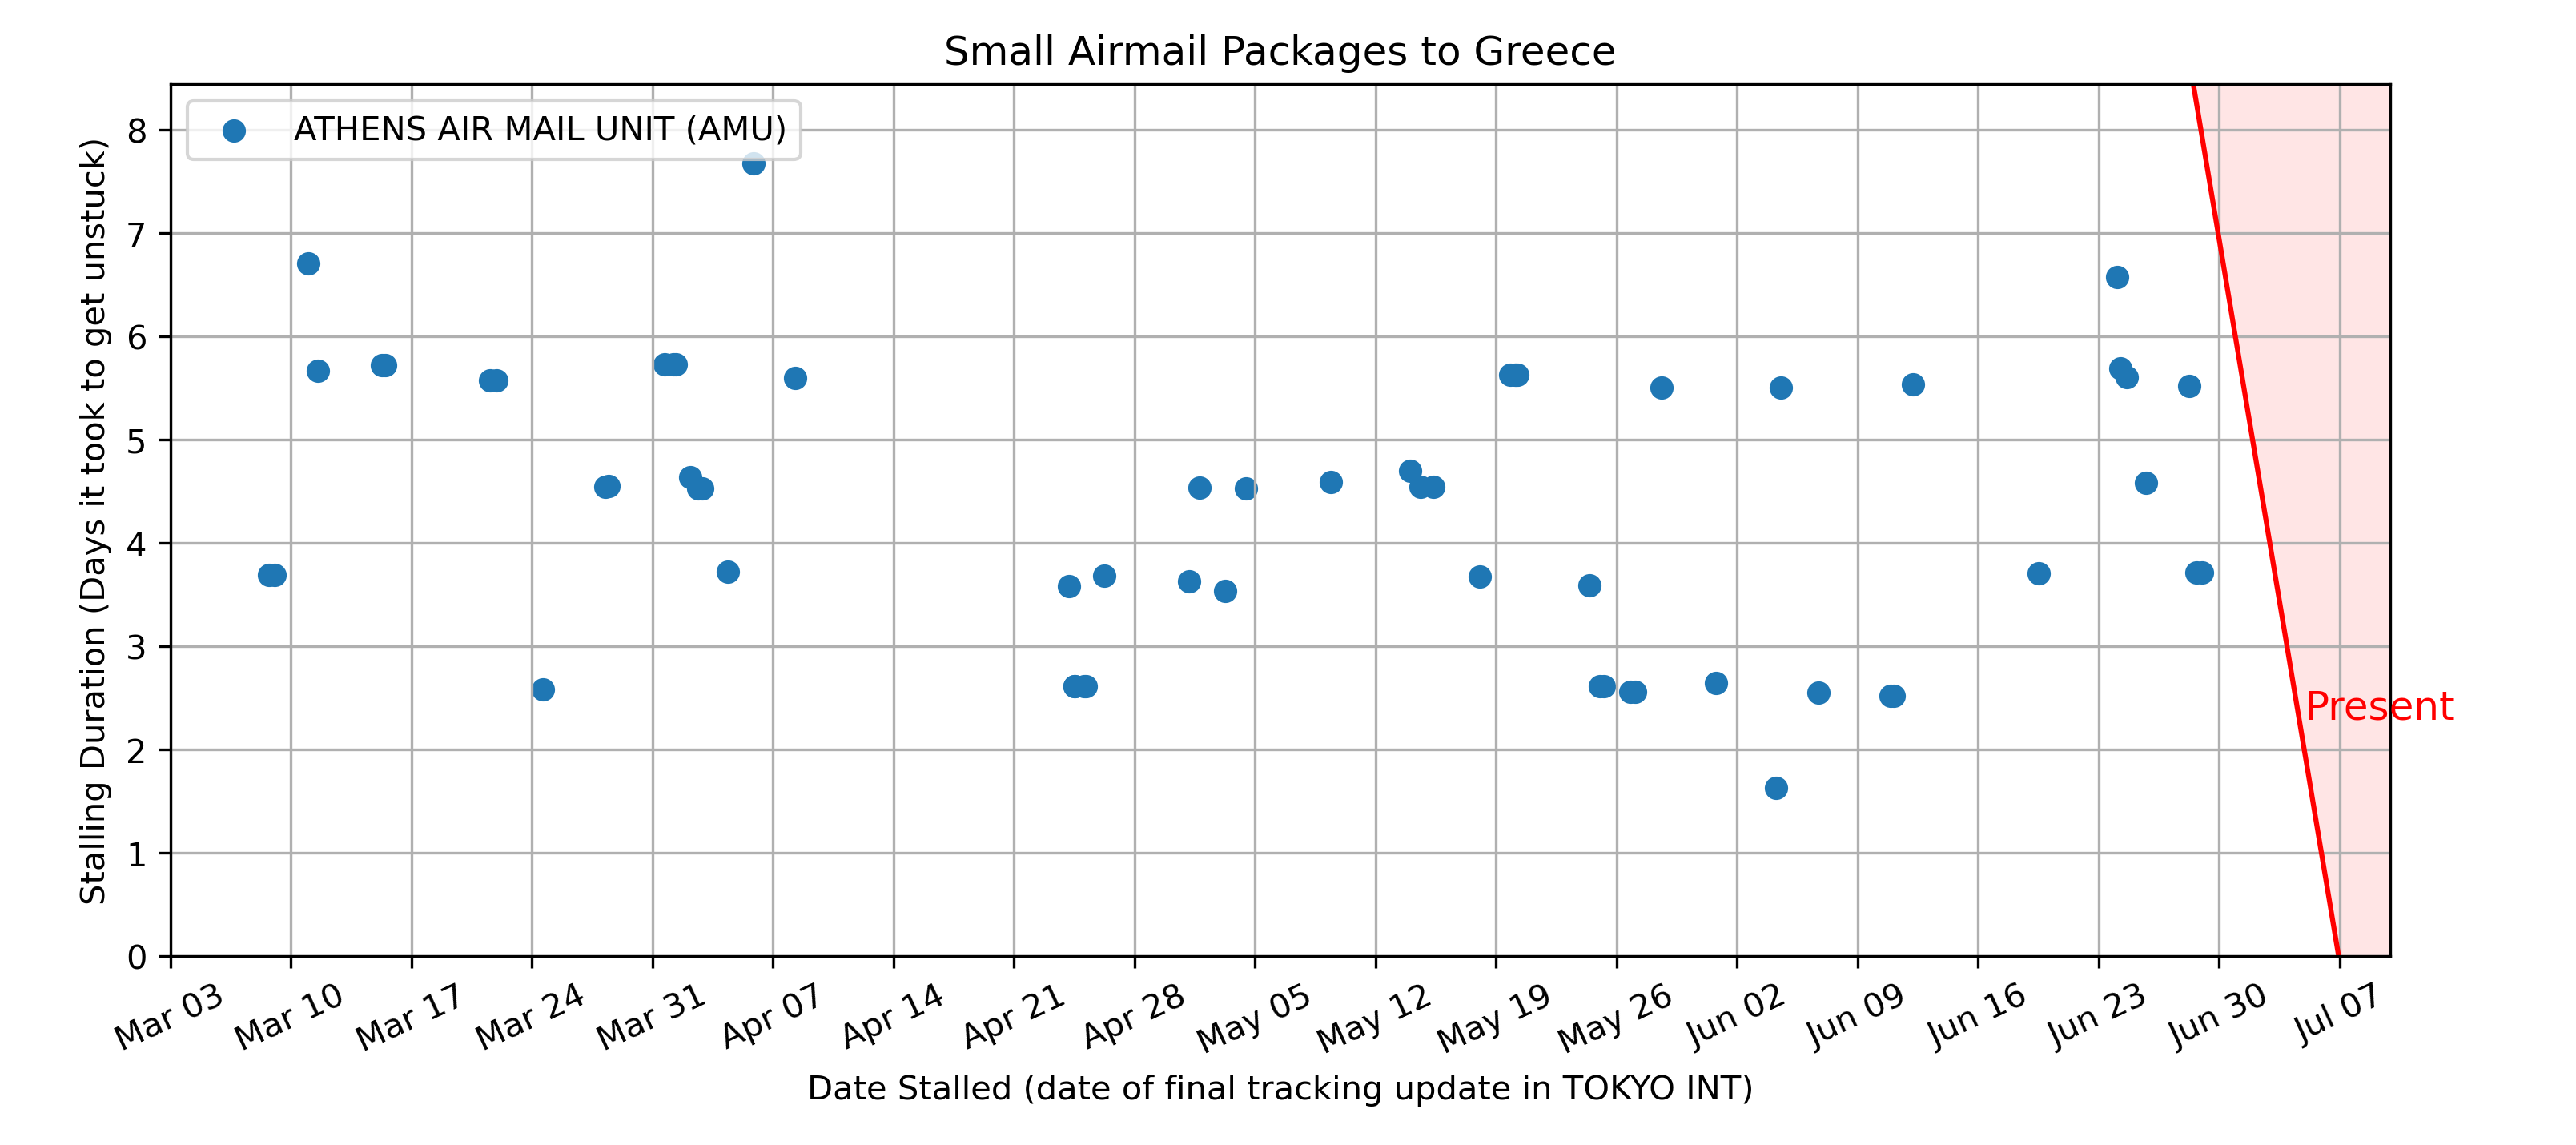 Small Airmail Packages to Greece
ATHENS AIR MAIL UNIT (AMU)
Stalling Duration (Days it took to get unstuck)
8
7
6
5
4
3
2
1
0
Present
Mar 03
Mar 10
Mar 17
Mar 24
Mar 31
Apr 07
Apr 14
Apr 21
Apr 28
May 05
May 12
May 19
May 26
Jun 02
Jun 09
Jun 16
Jun 23
Jun 30
Jul 07
Date Stalled (date of final tracking update in TOKYO INT)